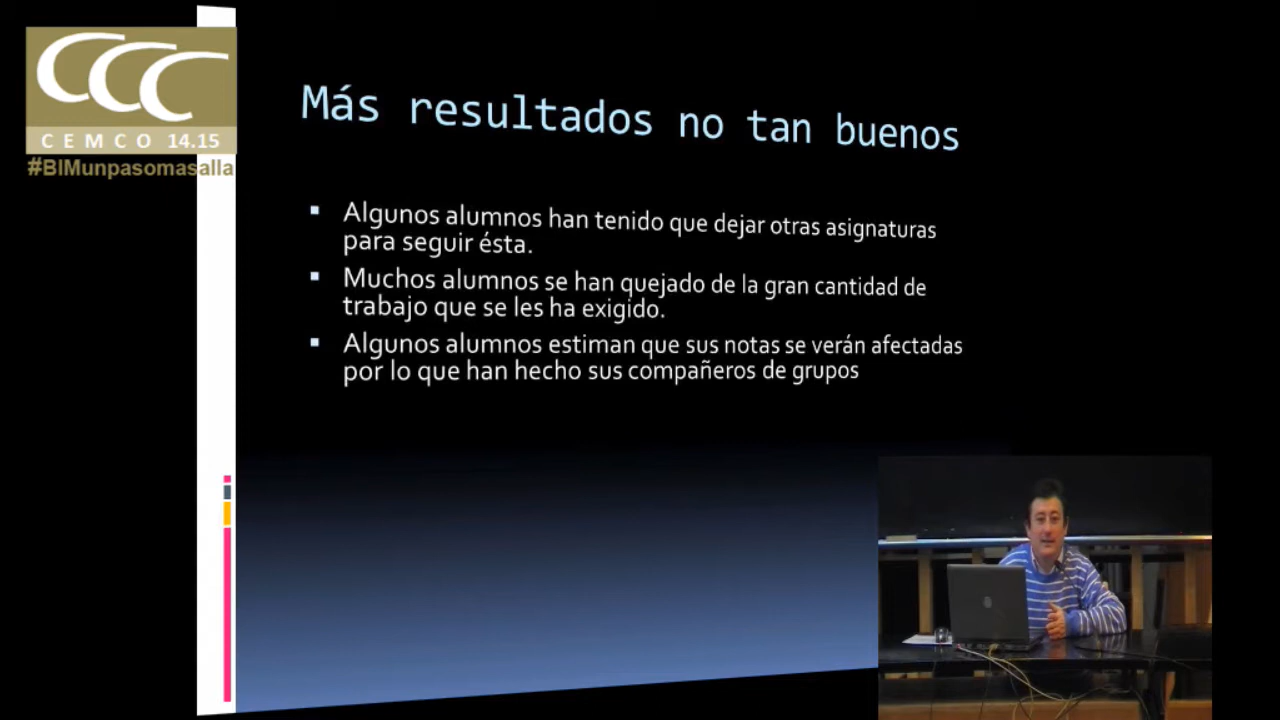 CCC
CEMCO 14.15
#BIMunpasomasalla
Más resultados no tan buenos
Algunos alumnos han tenido que dejar otras asignaturas
para seguir ésta.
Muchos alumnos se han quejado de la gran cantidad de
trabajo que se les ha exigido.
Algunos alumnos estiman que sus notas se verán afectadas
por lo que han hecho sus compañeros de grupos